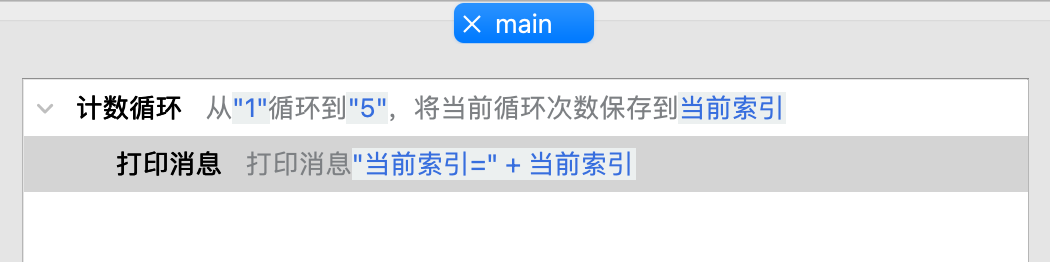 main
计数循环 从"1"循环到"5"，将当前循环次数保存到当前索引
打印消息 打印消息"当前索引=" + 当前索引